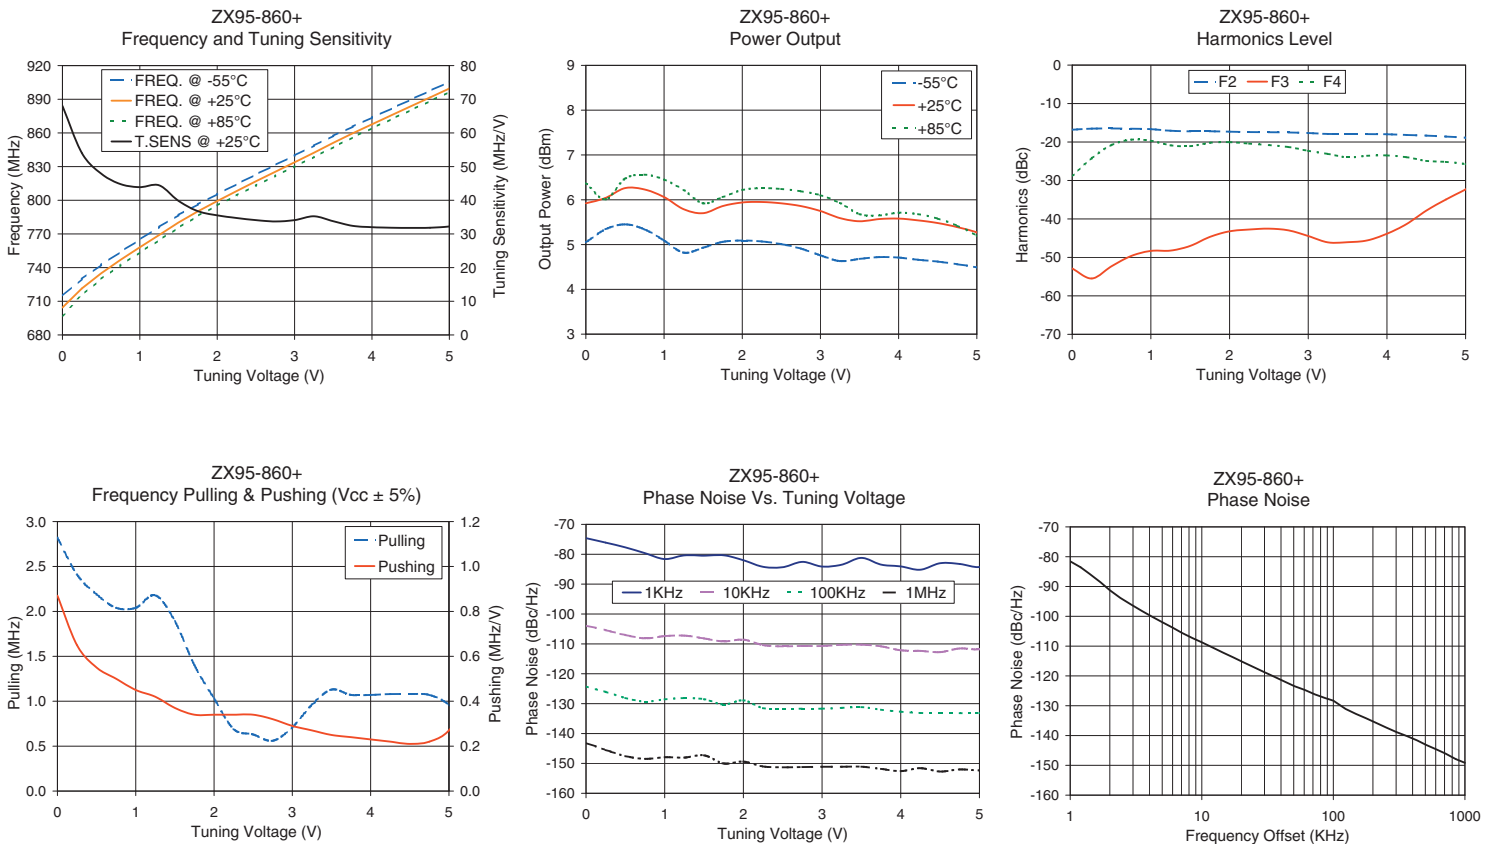 ZX95-860+
Frequency and Tuning Sensitivity
920
890
860
830
800
770
740
710
680
80
70
60
50
40
30
20
10
0
Frequency (MHz)
Tuning Sensitivity (MHz/V)
FREQ. @ -55°C
FREQ. @ +25°C
FREQ. @ +85°C
T.SENS @ +25°C
0 1 2 3 4 5
Tuning Voltage (V)
ZX95-860+
Power Output
9
8
7
6
5
4
3
Output Power (dBm)
-55°C
+25°C
+85°C
0 1 2 3 4 5
Tuning Voltage (V)
ZX95-860+
Harmonics Level
0
-10
-20
-30
-40
-50
-60
-70
Harmonics (dBc)
F2 F3 F4
0 1 2 3 4 5
Tuning Voltage (V)
ZX95-860+
Frequency Pulling & Pushing (Vcc ± 5%)
3.0
2.5
2.0
1.5
1.0
0.5
0.0
1.2
1.0
0.8
0.6
0.4
0.2
0.0
Pulling (MHz)
Pushing (MHz/V)
Pulling
Pushing
0 1 2 3 4 5
Tuning Voltage (V)
ZX95-860+
Phase Noise Vs. Tuning Voltage
-70
-80
-90
-100
-110
-120
-130
-140
-150
-160
Phase Noise (dBc/Hz)
1KHz 10KHz 100KHz 1MHz
0 1 2 3 4 5
Tuning Voltage (V)
ZX95-860+
Phase Noise
-70
-80
-90
-100
-110
-120
-130
-140
-150
-160
Phase Noise (dBc/Hz)
1 10 100 1000
Frequency Offset (KHz)